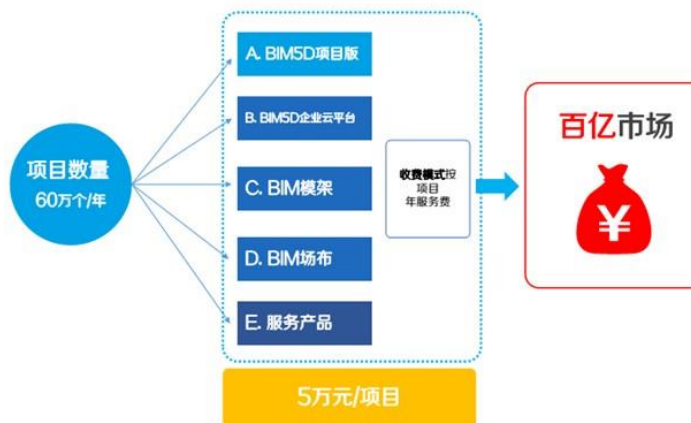 项目数量
60万个/年
A. BIM5D项目版
B. BIM5D企业云平台
C. BIM模架
D. BIM场布
E. 服务产品
收费模式按
项目
年服务费
百亿市场
¥
5万元/项目